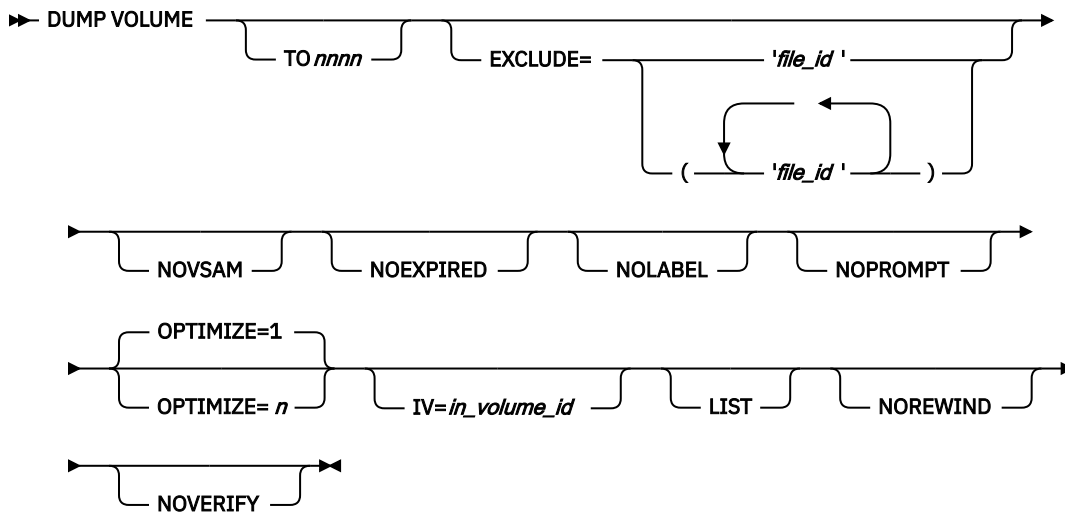 DUMP VOLUME
TO nnnn
EXCLUDE= 'file_id '
( 'file_id ' )
NOVSAM NOEXPIRED NOLABEL NOPROMPT
OPTIMIZE=1
OPTIMIZE= n IV=in_volume_id LIST NOREWIND
NOVERIFY